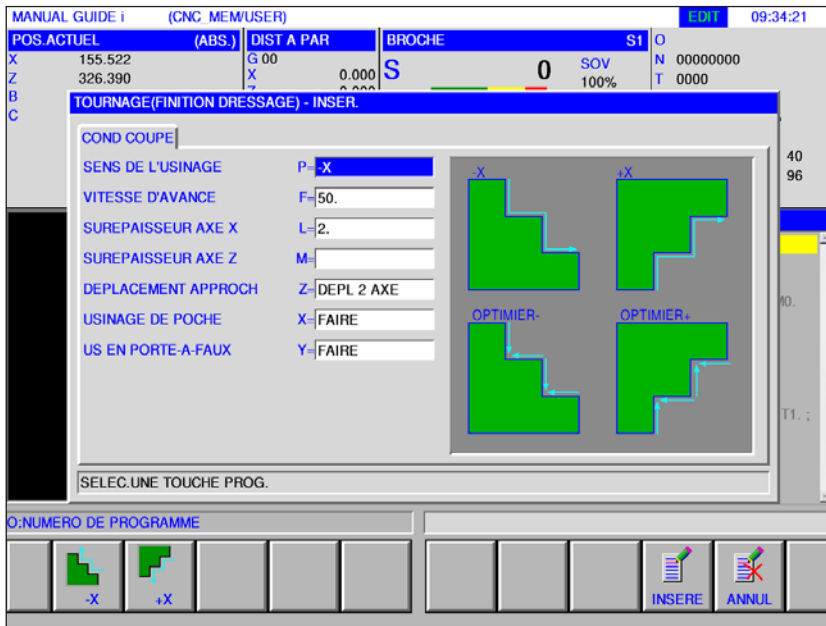 MANUAL GUIDE i (CNC_MEM/USER) EDIT 09:34:21
POS.ACTUEL (ABS.) DIST A PAR BROCHE S1 O
X 155.522 G 00 S 0 SOV N 00000000
Z 326.390 X 0.000 100% T 0000
B
C
40
96
TOURNAGE(FINITION DRESSAGE) - INSER.
COND COUPE
SENS DE L'USINAGE P= -X
VITESSE D'AVANCE F= 50.
SUREPAISSEUR AXE X L= 2.
SUREPAISSEUR AXE Z M=
DEPLACEMENT APPROCH Z= DEPL 2 AXE
USINAGE DE POCHE X= FAIRE
US EN PORTE-A-FAUX Y= FAIRE
-X +X
OPTIMIER- OPTIMIER+
M0.
T1. ;
SELEC.UNE TOUCHE PROG.
O:NUMERO DE PROGRAMME
-X +X INSERE ANNUL